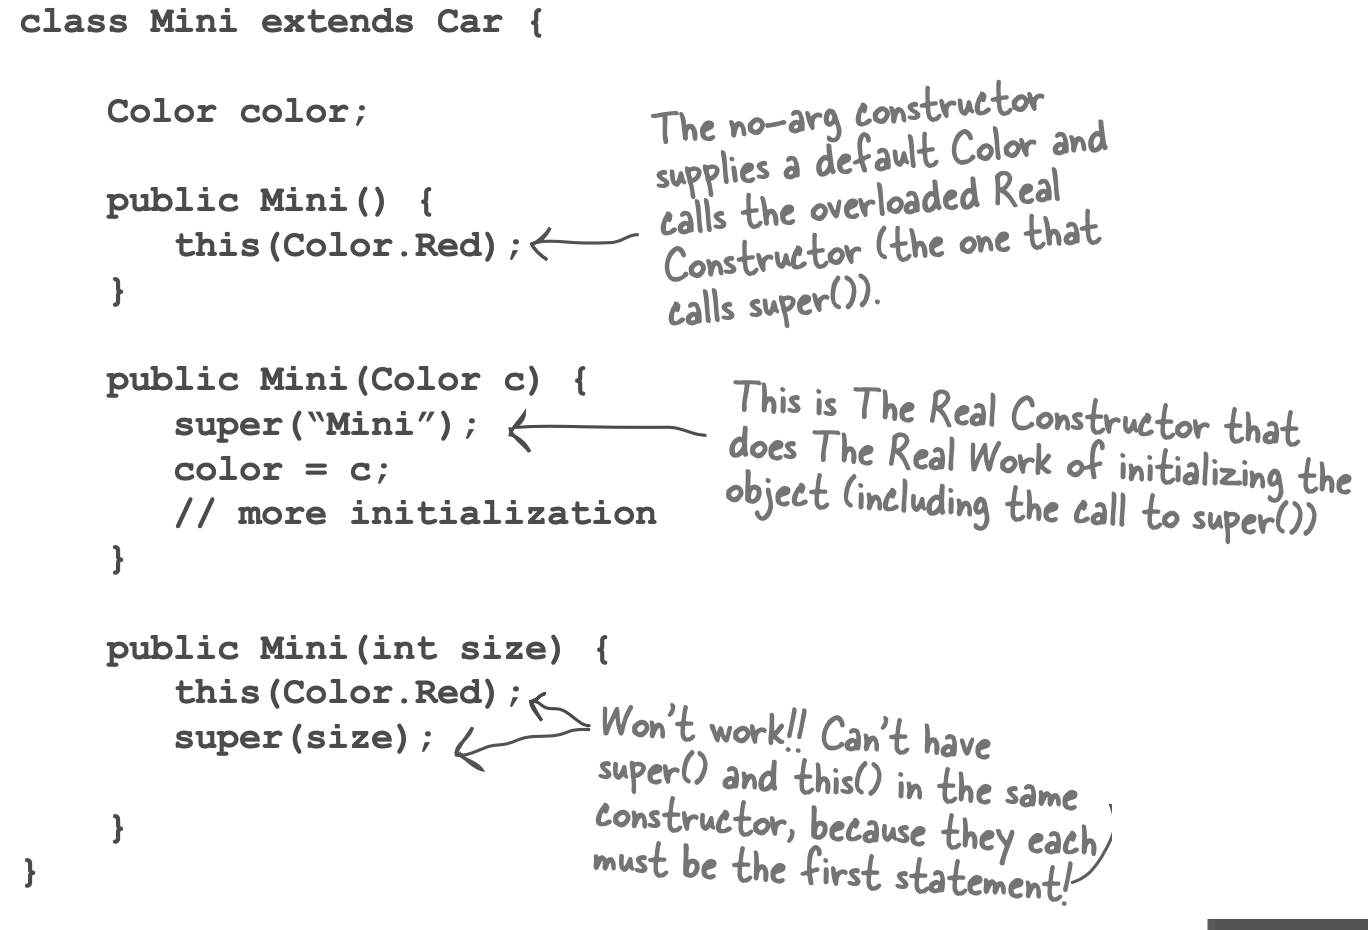 class Mini extends Car {
Color color;
public Mini() {
this(Color.Red);
}
The no-arg constructor
supplies a default Color and
calls the overloaded Real
Constructor (the one that
calls super()).
public Mini(Color c) {
super(“Mini”);
color = c;
// more initialization
}
This is The Real Constructor that
does The Real Work of initializing the
object (including the call to super())
public Mini(int size) {
this(Color.Red);
super(size);
}
Won't work!! Can't have
super() and this() in the same
constructor, because they each
must be the first statement!
}